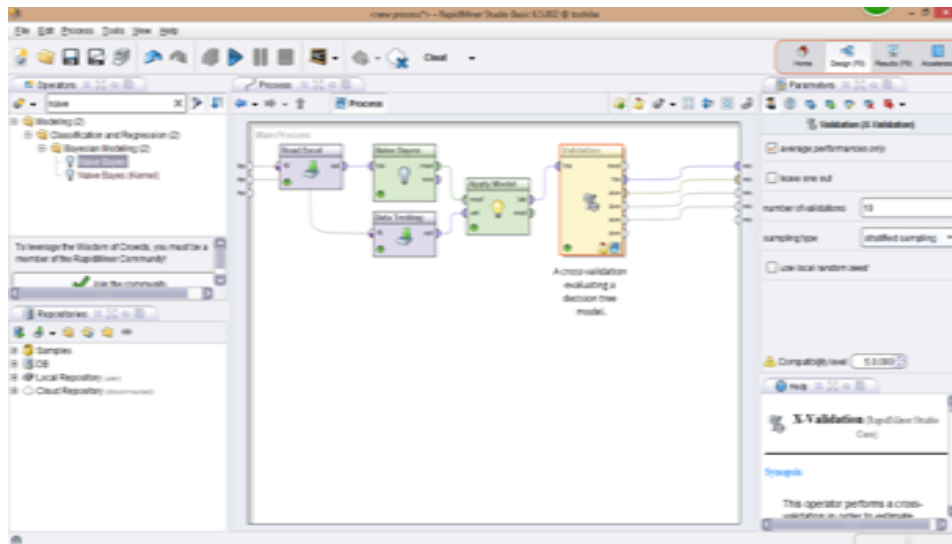 <new process*> – RapidMiner Studio Basic 6.5.002 @ toshiba
File Edit Process Tools View Help
Cloud
Home
Design (F8)
Results (F9)
Accelerator
Operators
Process
Parameters
naive
Process
Validation (X-Validation)
Modeling (2)
Classification and Regression (2)
Bayesian Modeling (2)
Naive Bayes
Naive Bayes (Kernel)
Main Process
Read Excel
Naive Bayes
Validation
Apply Model
Data Testing
average performances only
leave one out
number of validations
10
sampling type
stratified sampling
use local random seed
A cross-validation
evaluating a
decision tree
model.
To leverage the Wisdom of Crowds, you must be a
member of the RapidMiner Community!
Join the community
Repositories
Samples
DB
Local Repository
Cloud Repository (disconnected)
Compatibility level
Help
X-Validation (RapidMiner Studio
Core)
Synopsis
This operator performs a cross-
validation in order to estimate